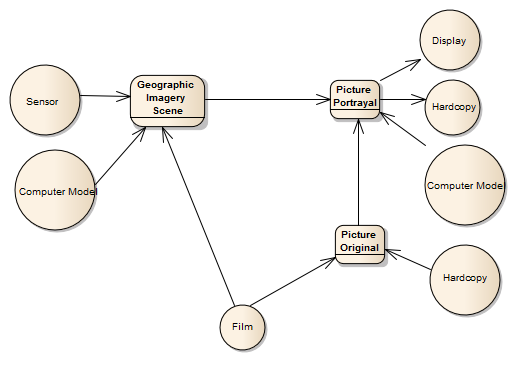 Display
Geographic
Imagery
Scene
Picture
Portrayal
Sensor
Hardcopy
Computer Model
Computer Model
Picture
Original
Hardcopy
Film